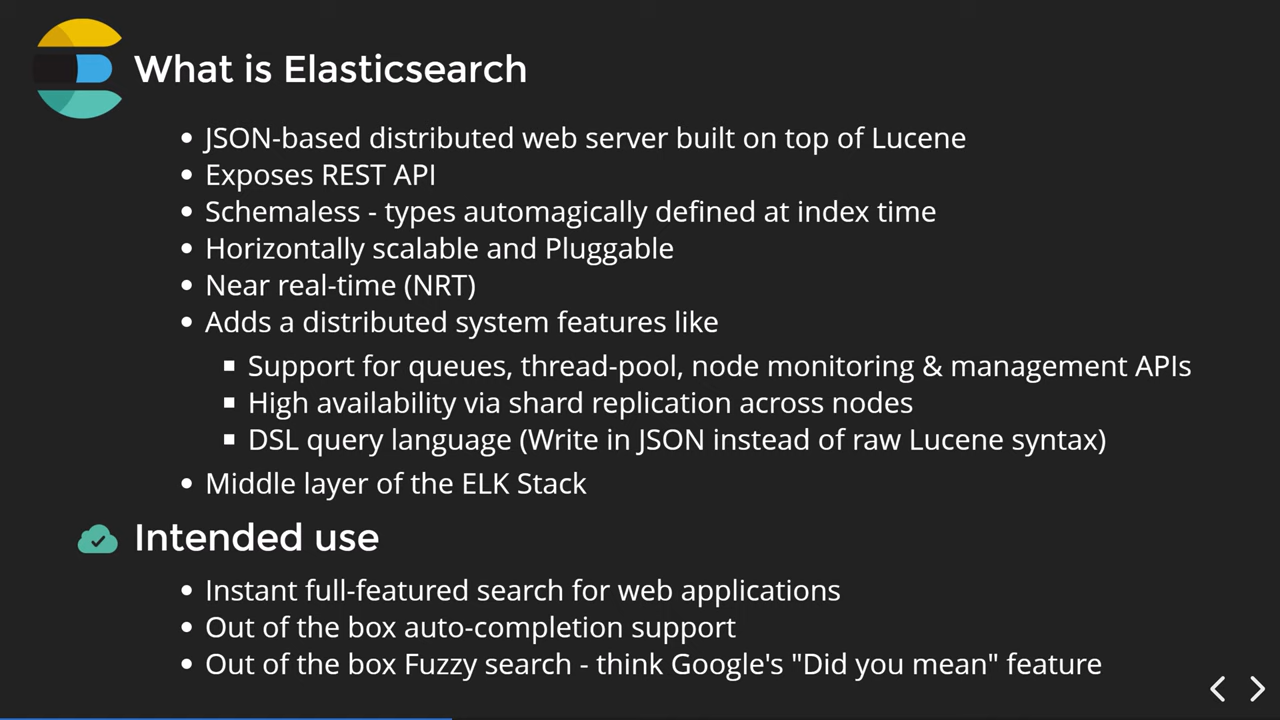 What is Elasticsearch
JSON-based distributed web server built on top of Lucene
Exposes REST API
Schemaless - types automagically defined at index time
Horizontally scalable and Pluggable
Near real-time (NRT)
Adds a distributed system features like
Support for queues, thread-pool, node monitoring & management APIs
High availability via shard replication across nodes
DSL query language (Write in JSON instead of raw Lucene syntax)
Middle layer of the ELK Stack
Intended use
Instant full-featured search for web applications
Out of the box auto-completion support
Out of the box Fuzzy search - think Google's "Did you mean" feature